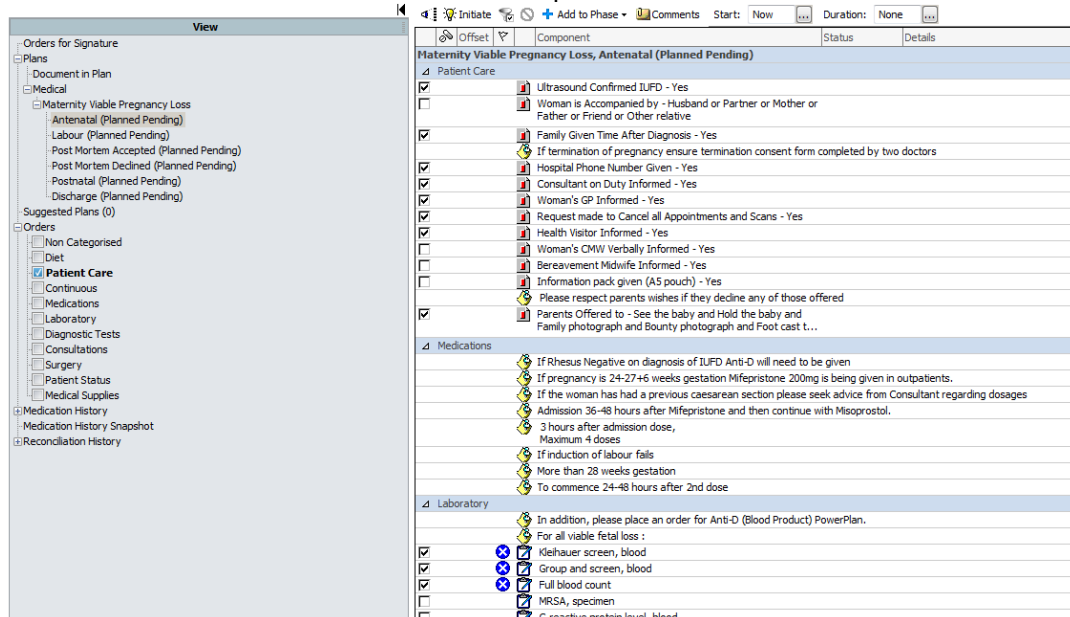 View
Orders for Signature
Plans
Document in Plan
Medical
Maternity Viable Pregnancy Loss
Antenatal (Planned Pending)
Labour (Planned Pending)
Post Mortem Accepted (Planned Pending)
Post Mortem Declined (Planned Pending)
Postnatal (Planned Pending)
Discharge (Planned Pending)
Suggested Plans (0)
Orders
Non Categorised
Diet
Patient Care
Continuous
Medications
Laboratory
Diagnostic Tests
Consultations
Surgery
Patient Status
Medical Supplies
Medication History
Medication History Snapshot
Reconciliation History
Initiate Add to Phase Comments Start: Now ... Duration: None ...
Offset Component Status Details
Maternity Viable Pregnancy Loss, Antenatal (Planned Pending)
Patient Care
Ultrasound Confirmed IUFD - Yes
Woman is Accompanied by - Husband or Partner or Mother or
Father or Friend or Other relative
Family Given Time After Diagnosis - Yes
If termination of pregnancy ensure termination consent form completed by two doctors
Hospital Phone Number Given - Yes
Consultant on Duty Informed - Yes
Woman's GP Informed - Yes
Request made to Cancel all Appointments and Scans - Yes
Health Visitor Informed - Yes
Woman's CMW Verbally Informed - Yes
Bereavement Midwife Informed - Yes
Information pack given (A5 pouch) - Yes
Please respect parents wishes if they decline any of those offered
Parents Offered to - See the baby and Hold the baby and
Family photograph and Bounty photograph and Foot cast t...
Medications
If Rhesus Negative on diagnosis of IUFD Anti-D will need to be given
If pregnancy is 24-27+6 weeks gestation Mifepristone 200mg is being given in outpatients.
If the woman has had a previous caesarean section please seek advice from Consultant regarding dosages
Admission 36-48 hours after Mifepristone and then continue with Misoprostol.
3 hours after admission dose,
Maximum 4 doses
If induction of labour fails
More than 28 weeks gestation
To commence 24-48 hours after 2nd dose
Laboratory
In addition, please place an order for Anti-D (Blood Product) PowerPlan.
For all viable fetal loss :
Kleihauer screen, blood
Group and screen, blood
Full blood count
MRSA, specimen
C-reactive protein level, blood